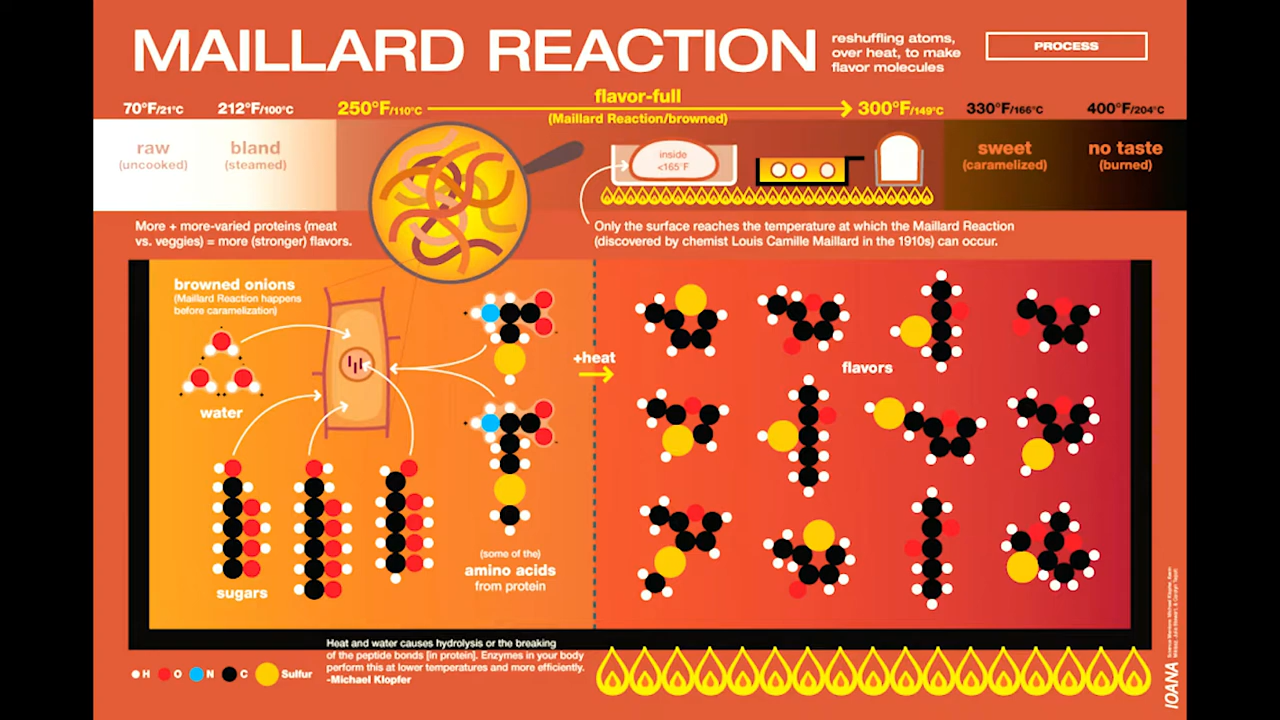 MAILLARD REACTION
reshuffling atoms,
over heat, to make
flavor molecules
PROCESS
70°F/21°C
212°F/100°C
250°F/110°C
flavor-full
(Maillard Reaction/browned)
300°F/149°C
330°F/166°C
400°F/204°C
raw
(uncooked)
bland
(steamed)
inside
<165°F
sweet
(caramelized)
no taste
(burned)
More + more-varied proteins (meat
vs. veggies) = more (stronger) flavors.
Only the surface reaches the temperature at which the Maillard Reaction
(discovered by chemist Louis Camille Maillard in the 1910s) can occur.
browned onions
(Maillard Reaction happens
before caramelization)
water
sugars
(some of the)
amino acids
from protein
+heat
flavors
Heat and water causes hydrolysis or the breaking
of the peptide bonds [in protein]. Enzymes in your body
perform this at lower temperatures and more efficiently.
-Michael Klopfer
H O N C Sulfur
IOANA